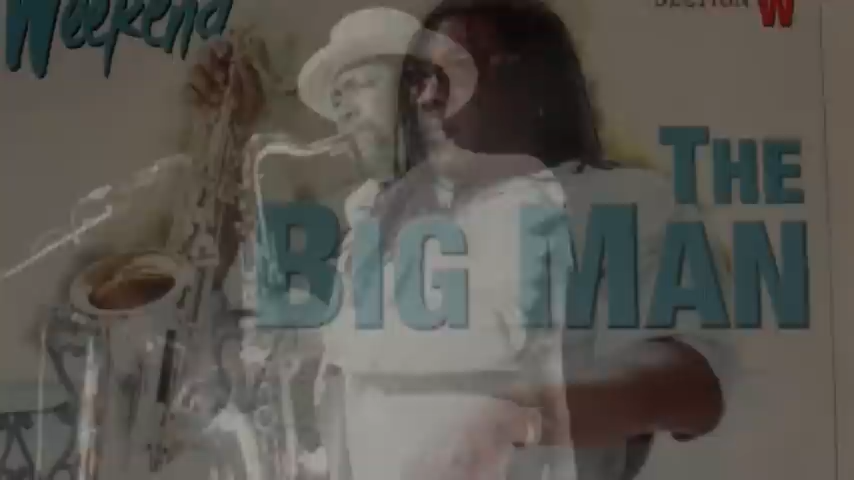 Weekend
SECTION W
THE
BIG MAN